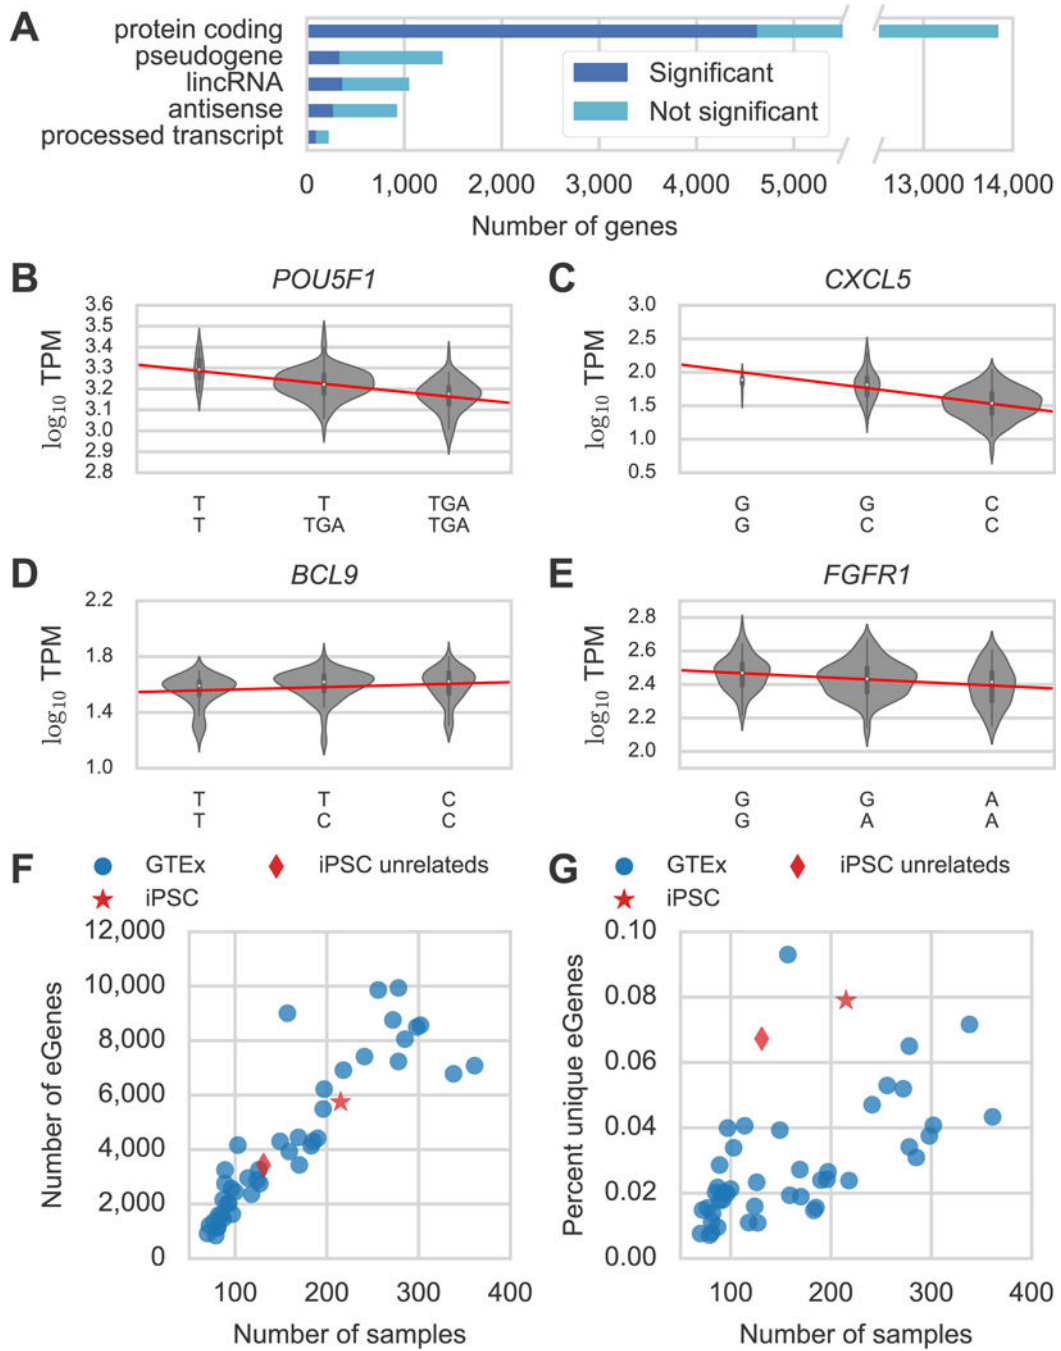 A
protein coding
pseudogene
lincRNA
antisense
processed transcript
Significant
Not significant
0 1,000 2,000 3,000 4,000 5,000 13,000 14,000
Number of genes
B
POU5F1
log10 TPM
3.6
3.5
3.4
3.3
3.2
3.1
3.0
2.9
2.8
T T TGA
T TGA TGA
C
CXCL5
log10 TPM
3.0
2.0
1.5
1.0
0.5
G G C
G C C
D
BCL9
log10 TPM
2.2
1.8
1.4
1.0
T T C
T C C
E
FGFR1
log10 TPM
2.8
2.6
2.4
2.2
2.0
G G A
G A A
F
GTEx
iPSC unrelateds
iPSC
Number of eGenes
12,000
10,000
8,000
6,000
4,000
2,000
0
100 200 300 400
Number of samples
G
GTEx
iPSC unrelateds
iPSC
Percent unique eGenes
0.10
0.08
0.06
0.04
0.02
0.00
100 200 300 400
Number of samples